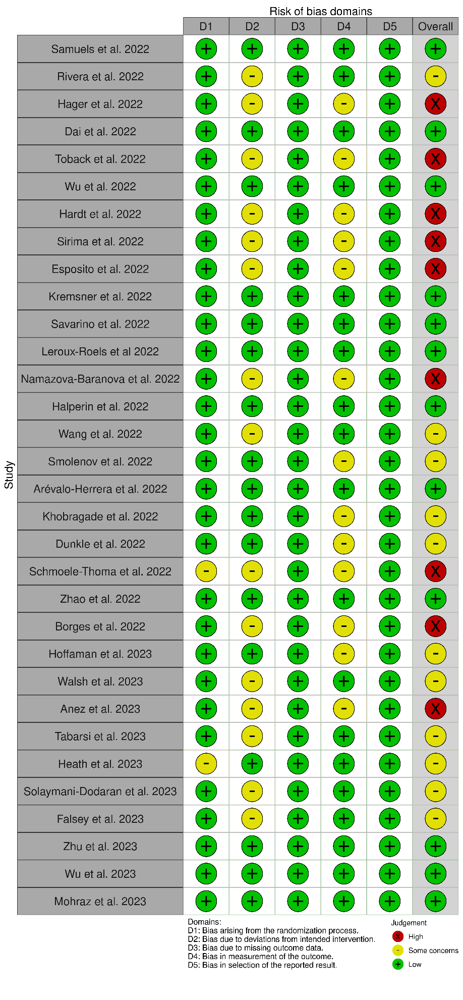 Risk of bias domains
D1 D2 D3 D4 D5 Overall
Samuels et al. 2022 + + + + + +
Rivera et al. 2022 + - + + + -
Hager et al. 2022 + - + - + X
Dai et al. 2022 + + + + + +
Toback et al. 2022 + - + - + X
Wu et al. 2022 + + + + + +
Hardt et al. 2022 + - + - + X
Sirima et al. 2022 + - + - + X
Esposito et al. 2022 + - + - + X
Kremsner et al. 2022 + + + + + +
Savarino et al. 2022 + + + + + +
Leroux-Roels et al 2022 + + + + + +
Namazova-Baranova et al. 2022 + - + - + X
Halperin et al. 2022 + + + + + +
Wang et al. 2022 + - + + + -
Smolenov et al. 2022 + + + - + -
Study
Arévalo-Herrera et al. 2022 + + + + + +
Khobragade et al. 2022 + + + - + -
Dunkle et al. 2022 + + + - + -
Schmoele-Thoma et al. 2022 - - + - + X
Zhao et al. 2022 + + + + + +
Borges et al. 2022 + - + - + X
Hoffaman et al. 2023 + + + - + -
Walsh et al. 2023 + - + + + -
Anez et al. 2023 + - + - + X
Tabarsi et al. 2023 + - + + + -
Heath et al. 2023 - + + + + -
Solaymani-Dodaran et al. 2023 + - + + + -
Falsey et al. 2023 + - + + + -
Zhu et al. 2023 + + + + + +
Wu et al. 2023 + + + + + +
Mohraz et al. 2023 + + + + + +
Domains:
D1: Bias arising from the randomization process.
D2: Bias due to deviations from intended intervention.
D3: Bias due to missing outcome data.
D4: Bias in measurement of the outcome.
D5: Bias in selection of the reported result.
Judgement
X High
- Some concerns
+ Low